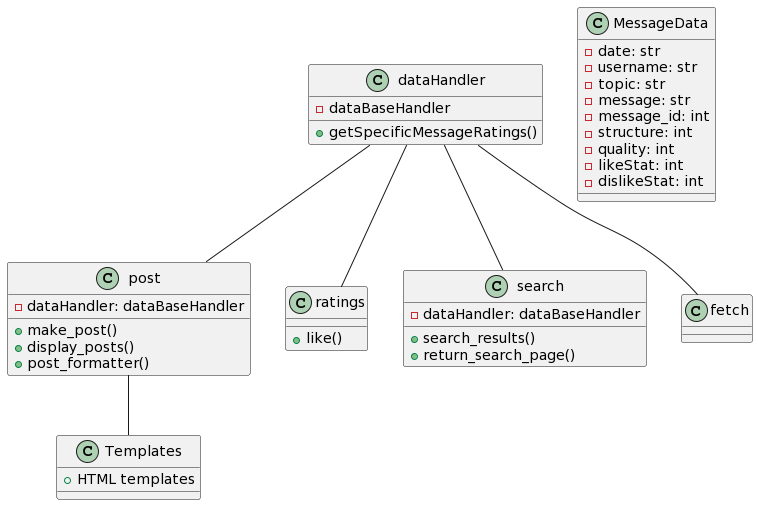 C MessageData
date: str
username: str
topic: str
message: str
message_id: int
structure: int
quality: int
likeStat: int
dislikeStat: int
C dataHandler
dataBaseHandler
getSpecificMessageRatings()
C post
dataHandler: dataBaseHandler
make_post()
display_posts()
post_formatter()
C ratings
like()
C search
dataHandler: dataBaseHandler
search_results()
return_search_page()
C fetch
C Templates
HTML templates